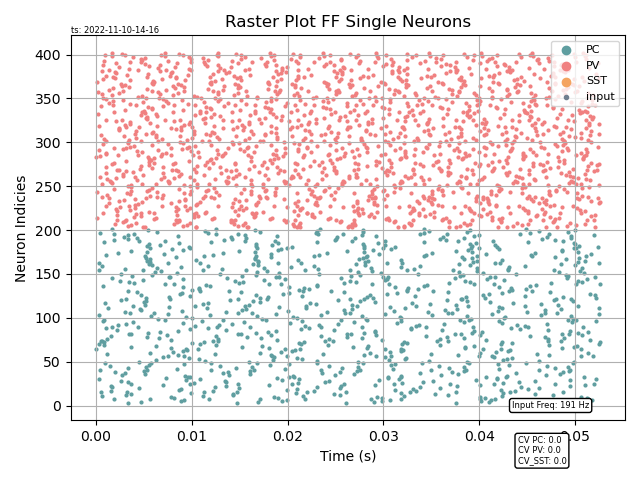 Raster Plot FF Single Neurons
ts: 2022-11-10-14-16
PC
PV
SST
input
400
350
300
250
200
150
100
50
0
Neuron Indicies
Input Freq: 191 Hz
0.00 0.01 0.02 0.03 0.04 0.05
Time (s)
CV PC: 0.0
CV PV: 0.0
CV_SST: 0.0